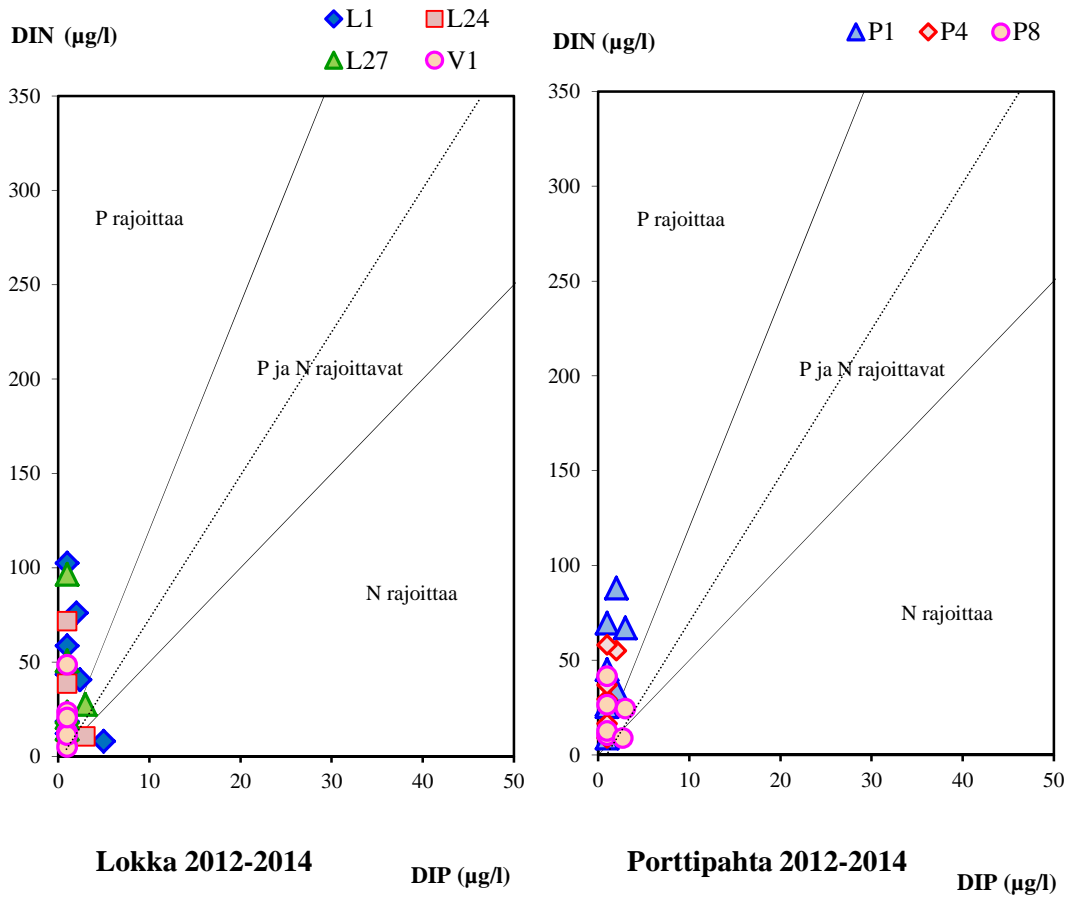 DIN (µg/l)
L1 L24
L27 V1
350
300
250
200
150
100
50
0
P rajoittaa
P ja N rajoittavat
N rajoittaa
0 10 20 30 40 50
Lokka 2012-2014
DIP (µg/l)
DIN (µg/l)
P1 P4 P8
350
300
250
200
150
100
50
0
P rajoittaa
P ja N rajoittavat
N rajoittaa
0 10 20 30 40 50
Porttipahta 2012-2014
DIP (µg/l)